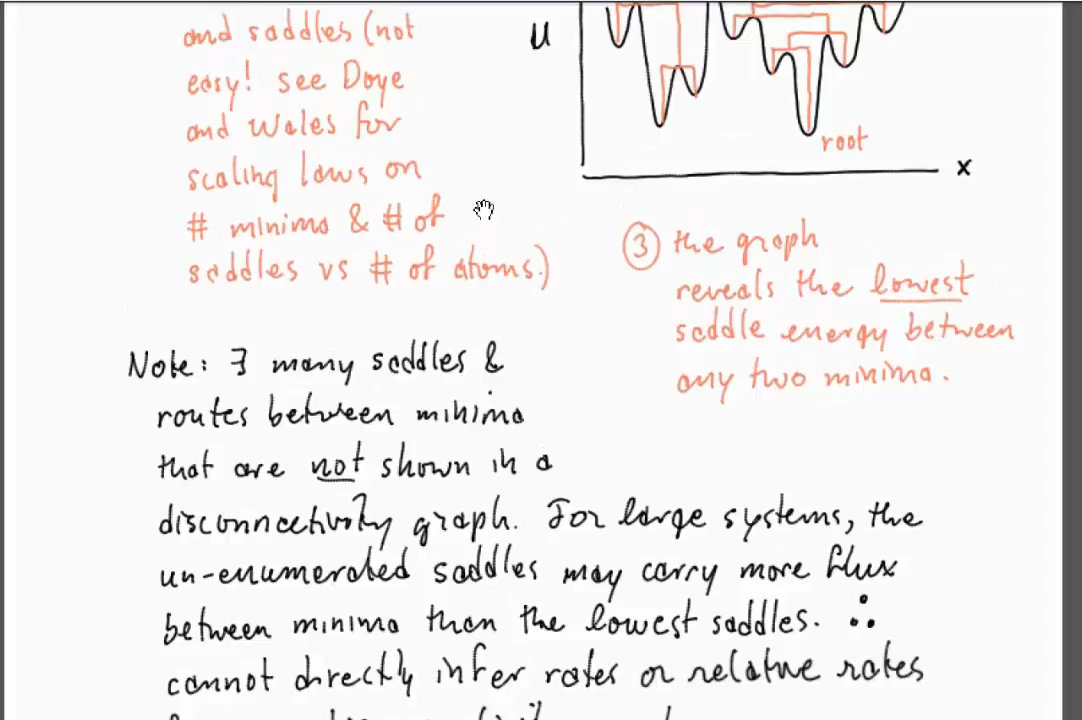 and saddles (not
easy! see Doye
and Wales for
scaling laws on
# minima & # of
saddles vs # of atoms.)
U
root
x
③ the graph
reveals the lowest
saddle energy between
any two minima.
Note: ∃ many saddles &
routes between minima
that are not shown in a
disconnectivity graph. For large systems, the
un-enumerated saddles may carry more flux
between minima than the lowest saddles. ∴
cannot directly infer rates or relative rates